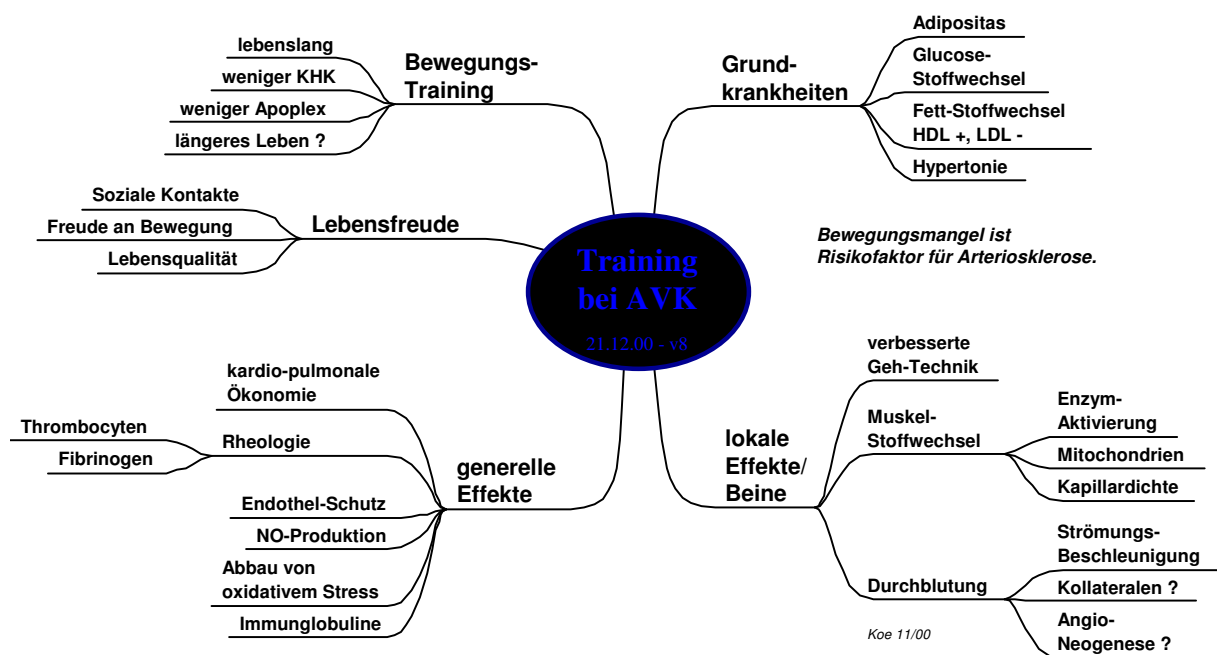 Training
bei AVK
21.12.00 - v8
Bewegungs-
Training
lebenslang
weniger KHK
weniger Apoplex
längeres Leben ?
Lebensfreude
Soziale Kontakte
Freude an Bewegung
Lebensqualität
generelle
Effekte
kardio-pulmonale
Ökonomie
Rheologie
Thrombocyten
Fibrinogen
Endothel-Schutz
NO-Produktion
Abbau von
oxidativem Stress
Immunglobuline
Grund-
krankheiten
Adipositas
Glucose-
Stoffwechsel
Fett-Stoffwechsel
HDL +, LDL -
Hypertonie
Bewegungsmangel ist
Risikofaktor für Arteriosklerose.
lokale
Effekte/
Beine
verbesserte
Geh-Technik
Muskel-
Stoffwechsel
Enzym-
Aktivierung
Mitochondrien
Kapillardichte
Durchblutung
Strömungs-
Beschleunigung
Kollateralen ?
Angio-
Neogenese ?
Koe 11/00